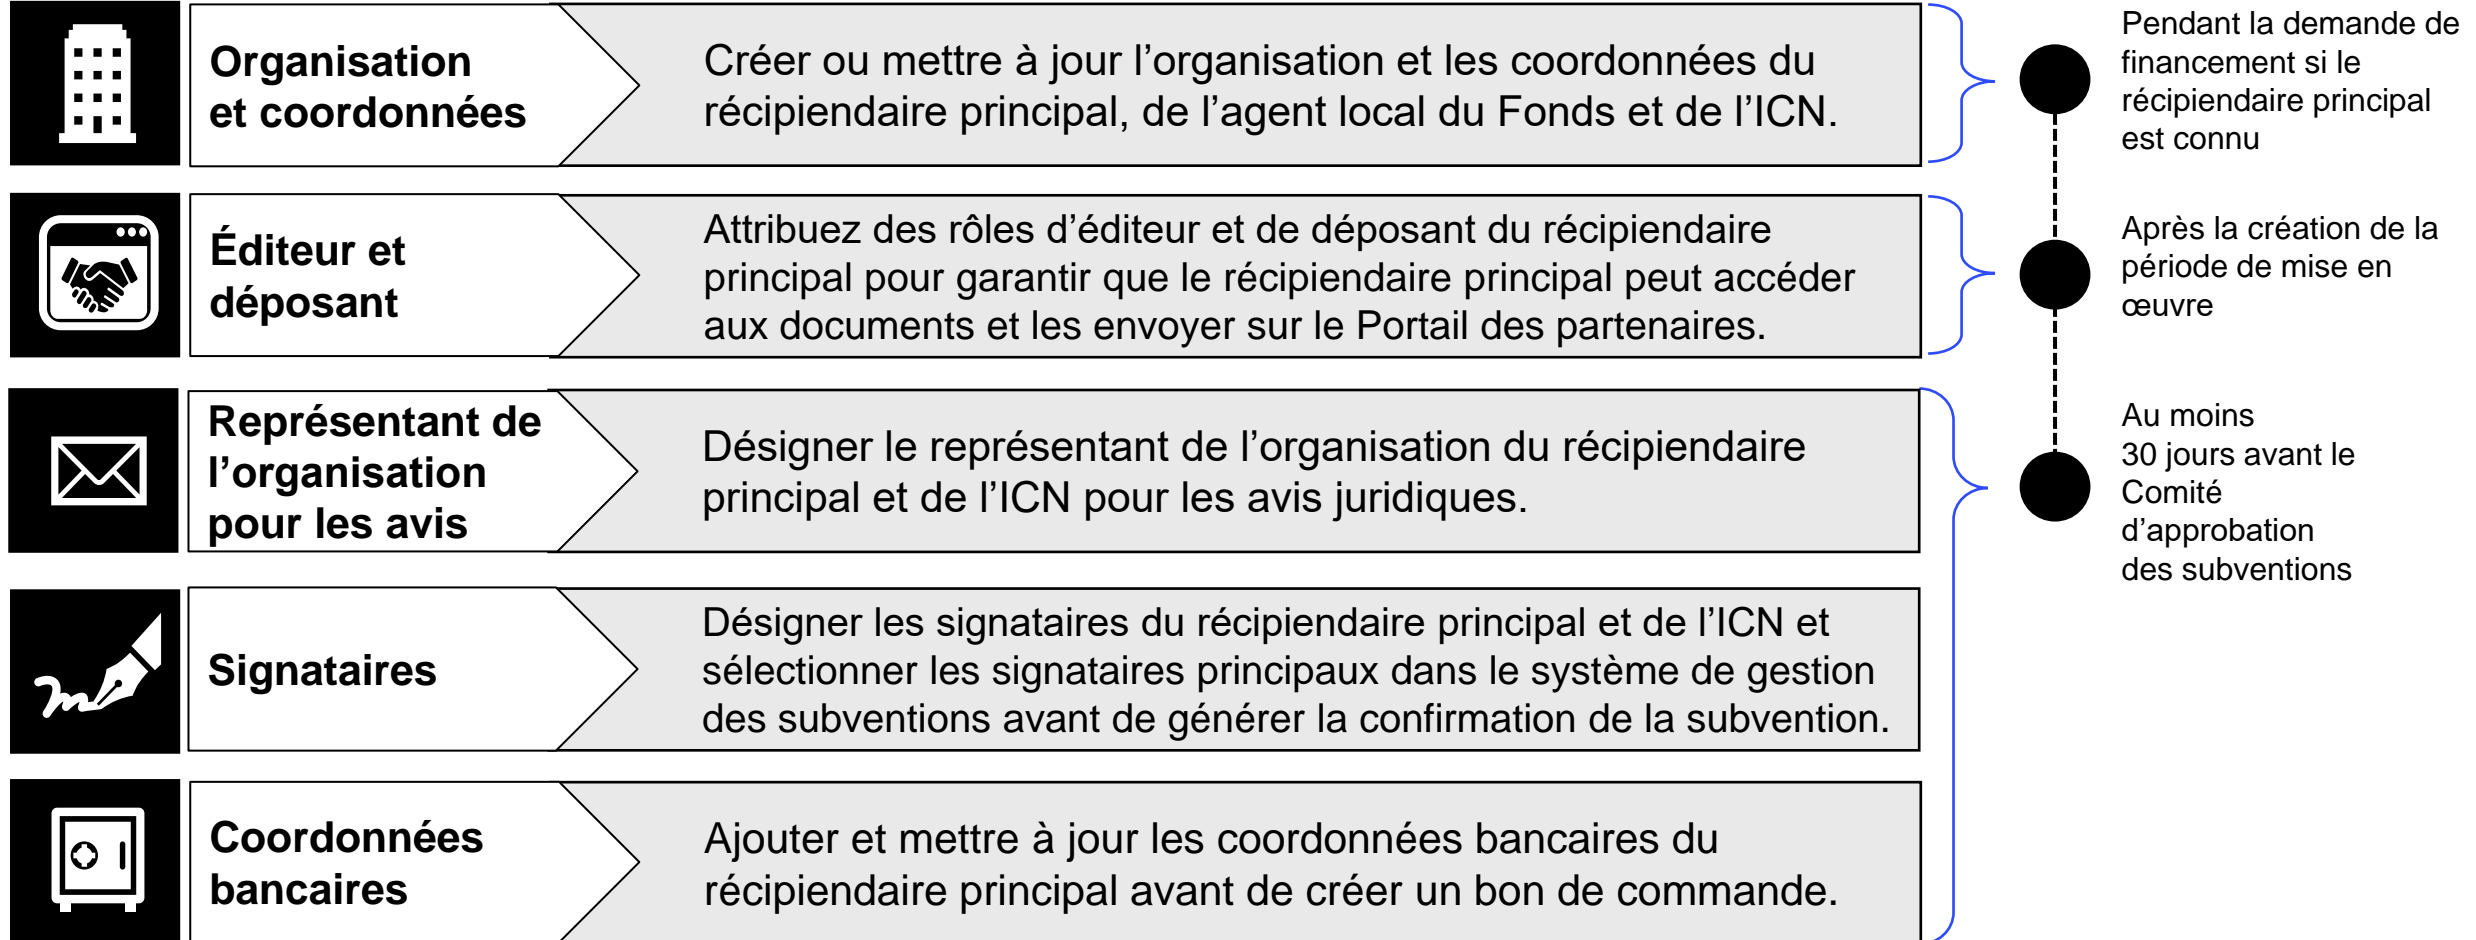 Organisation
et coordonnées
Créer ou mettre à jour l’organisation et les coordonnées du
récipiendaire principal, de l’agent local du Fonds et de l’ICN.
Pendant la demande de
financement si le
récipiendaire principal
est connu
Éditeur et
déposant
Attribuez des rôles d’éditeur et de déposant du récipiendaire
principal pour garantir que le récipiendaire principal peut accéder
aux documents et les envoyer sur le Portail des partenaires.
Après la création de la
période de mise en
œuvre
Représentant de
l’organisation
pour les avis
Désigner le représentant de l’organisation du récipiendaire
principal et de l’ICN pour les avis juridiques.
Au moins
30 jours avant le
Comité
d’approbation
des subventions
Signataires
Désigner les signataires du récipiendaire principal et de l’ICN et
sélectionner les signataires principaux dans le système de gestion
des subventions avant de générer la confirmation de la subvention.
Coordonnées
bancaires
Ajouter et mettre à jour les coordonnées bancaires du
récipiendaire principal avant de créer un bon de commande.